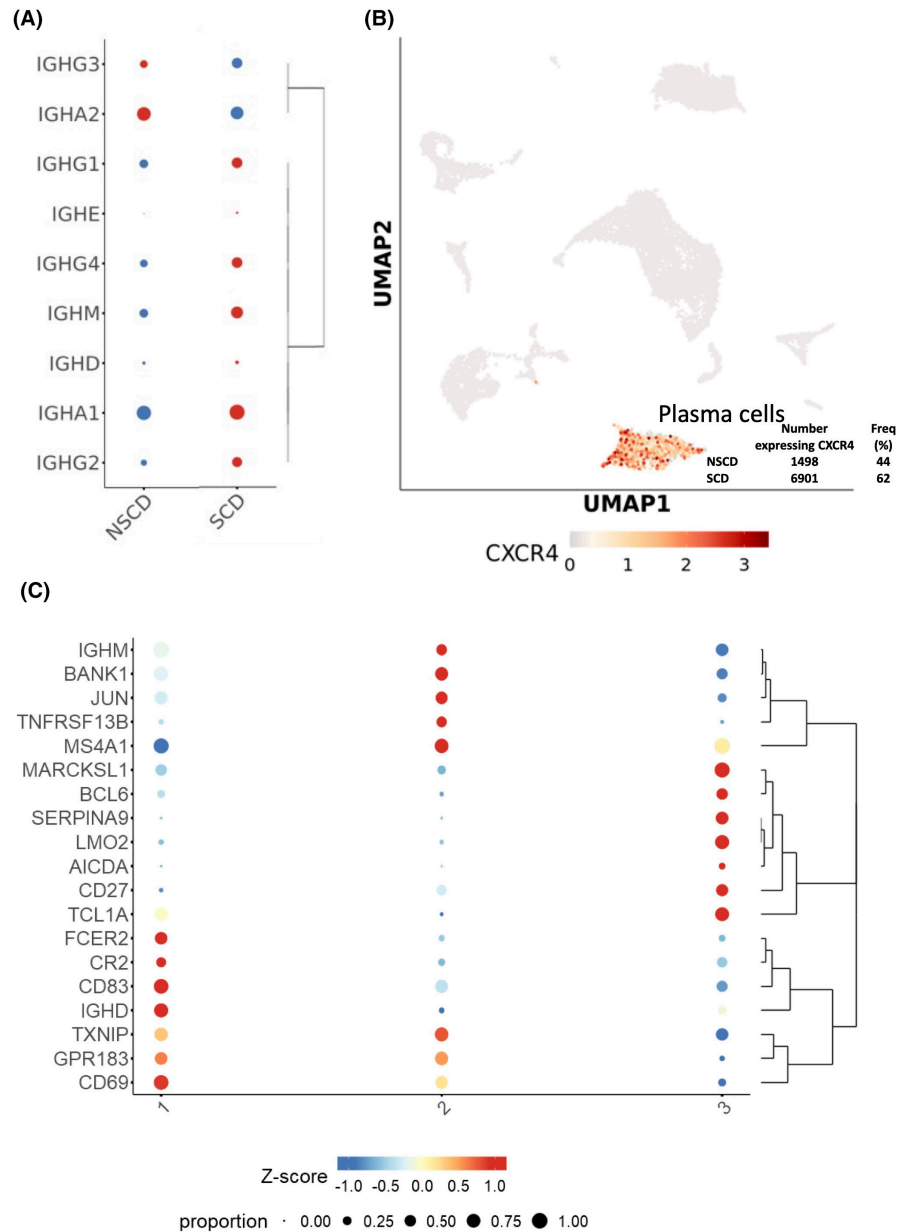 (A)
IGHG3
IGHA2
IGHG1
IGHE
IGHG4
IGHM
IGHD
IGHA1
IGHG2
NSCD
SCD
(B)
UMAP2
Plasma cells
Number Freq
expressing CXCR4 (%)
NSCD 1498 44
SCD 6901 62
UMAP1
CXCR4
0 1 2 3
(C)
IGHM
BANK1
JUN
TNFRSF13B
MS4A1
MARCKSL1
BCL6
SERPINA9
LMO2
AICDA
CD27
TCL1A
FCER2
CR2
CD83
IGHD
TXNIP
GPR183
CD69
1 2 3
Z-score
-1.0 -0.5 0.0 0.5 1.0
proportion 0.00 0.25 0.50 0.75 1.00